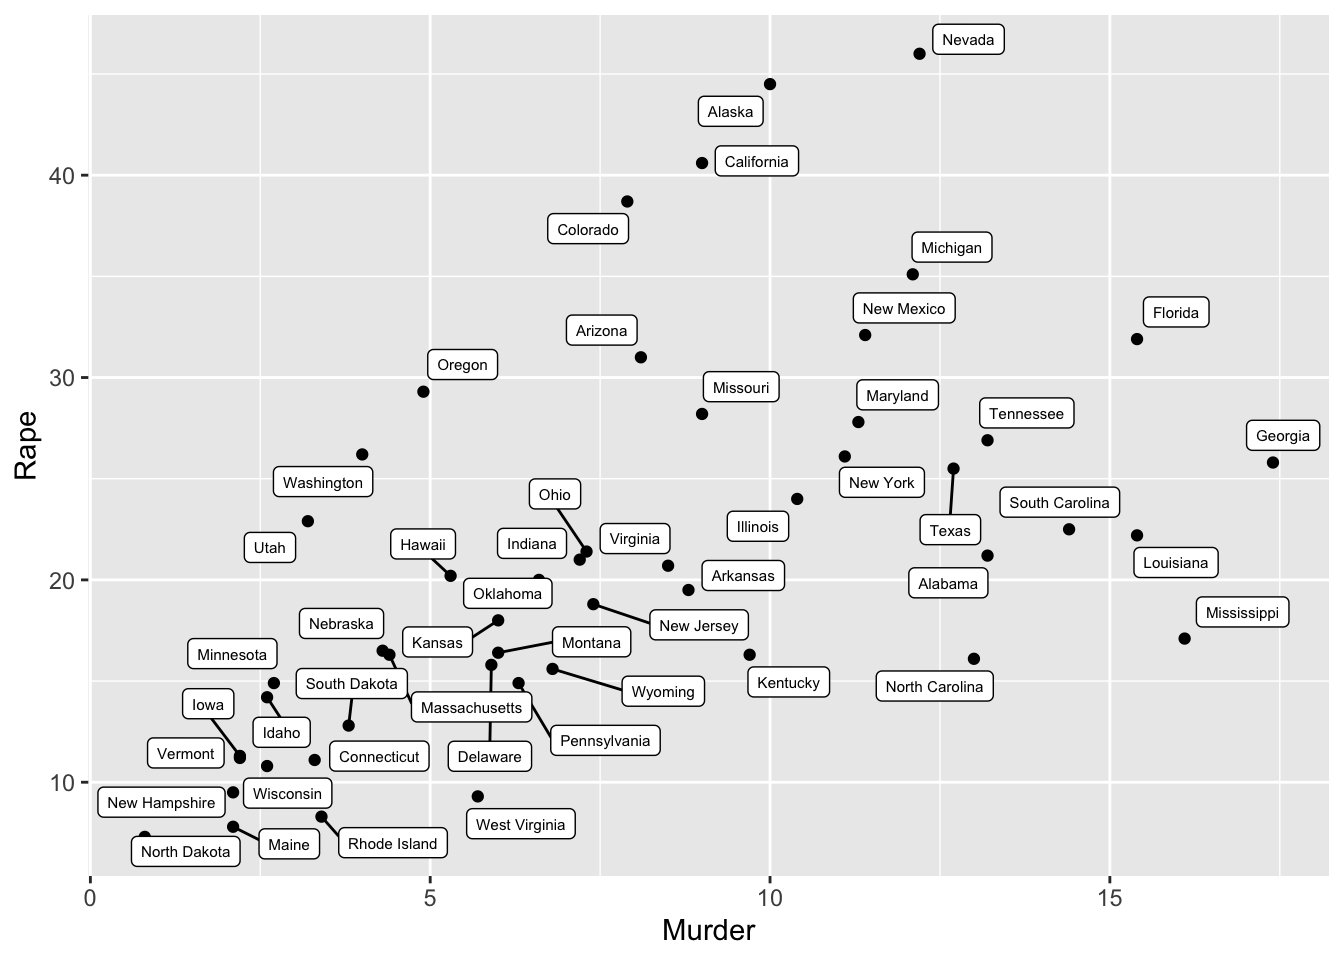 Nevada
Alaska
California
40
Colorado
Michigan
New Mexico
Florida
Arizona
Oregon
30
Missouri
Maryland
Tennessee
Georgia
Rape
Washington
New York
Ohio
South Carolina
Illinois
Texas
Utah
Hawaii
Indiana
Virginia
Louisiana
20
Arkansas
Alabama
Oklahoma
Mississippi
Nebraska
New Jersey
Kansas
Montana
Minnesota
South Dakota
Wyoming
Kentucky
North Carolina
Iowa
Massachusetts
Idaho
Pennsylvania
Vermont
Connecticut
Delaware
10
New Hampshire
Wisconsin
West Virginia
North Dakota
Maine
Rhode Island
0
5
10
15
Murder